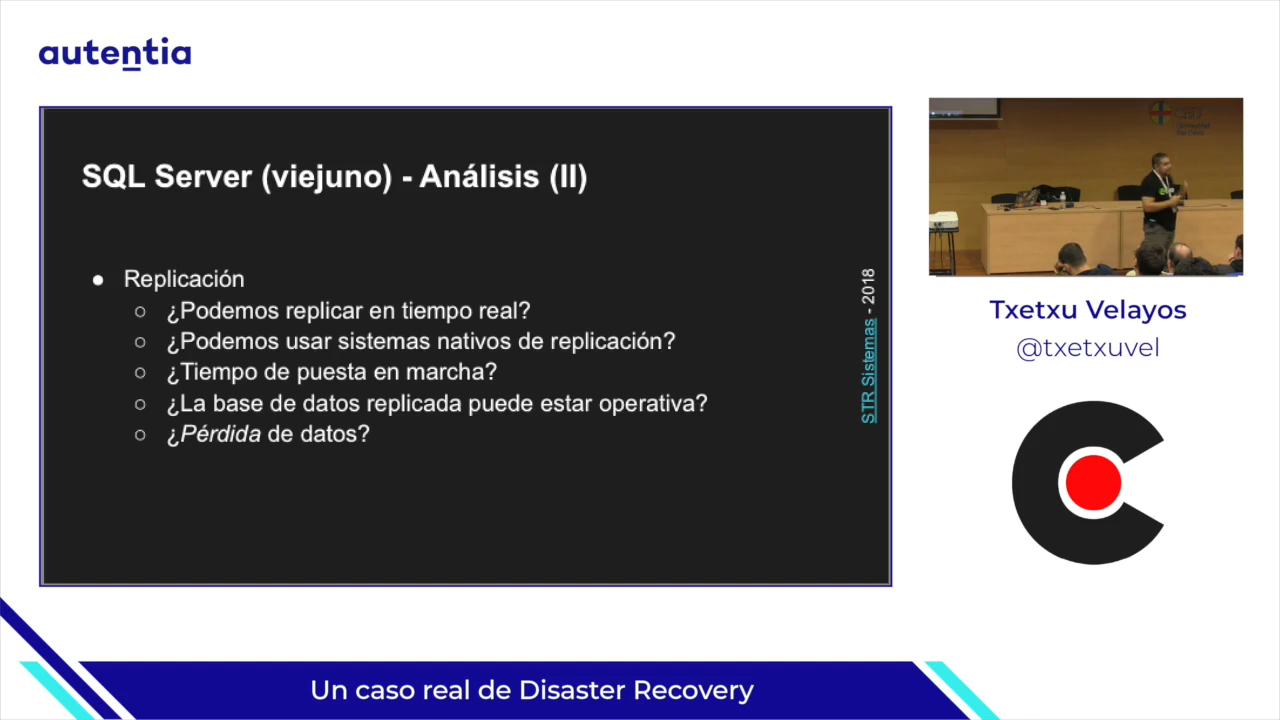 autentia
SQL Server (viejuno) - Análisis (II)
● Replicación
○ ¿Podemos replicar en tiempo real?
○ ¿Podemos usar sistemas nativos de replicación?
○ ¿Tiempo de puesta en marcha?
○ ¿La base de datos replicada puede estar operativa?
○ ¿Pérdida de datos?
STR Sistemas - 2018
Txetxu Velayos
@txetxuvel
Un caso real de Disaster Recovery